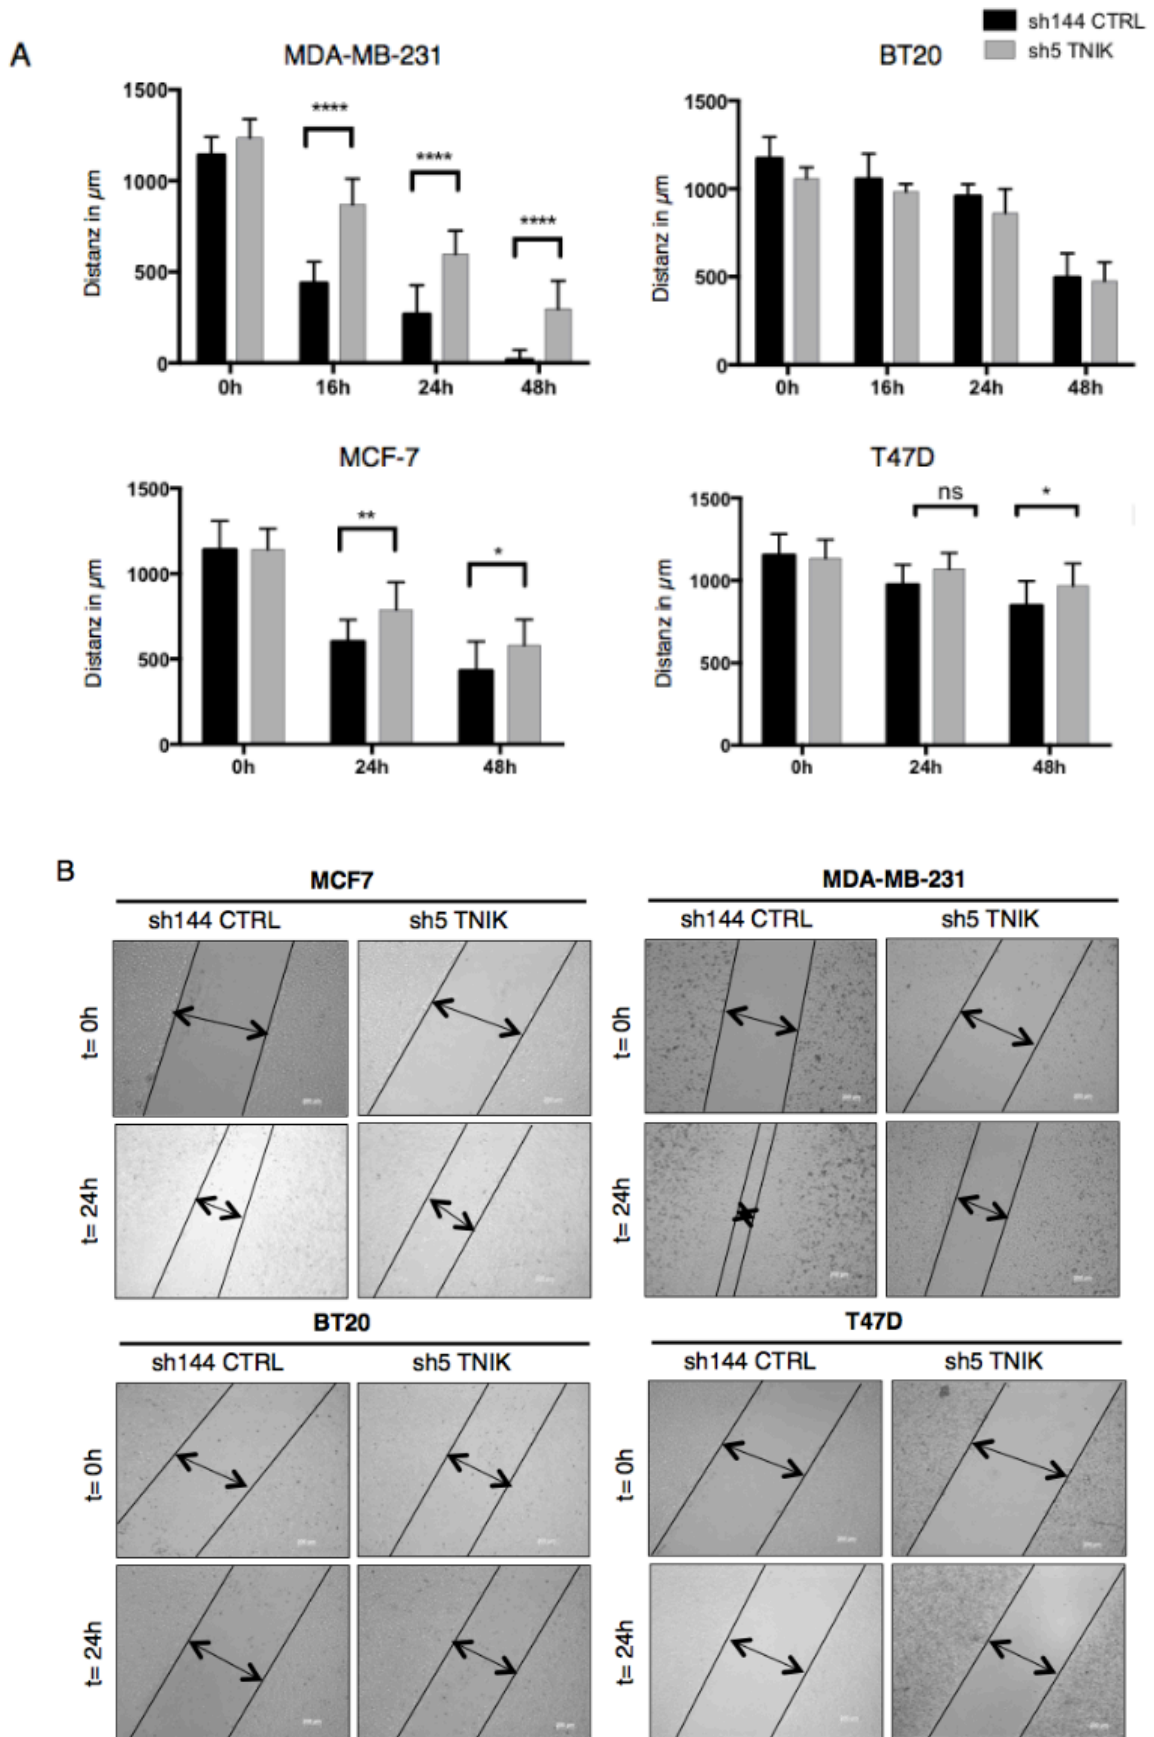 sh144 CTRL
sh5 TNIK
A
MDA-MB-231
1500
1000
500
0
Distanz in µm
****
****
****
0h 16h 24h 48h
BT20
1500
1000
500
0
Distanz in µm
0h 16h 24h 48h
MCF-7
1500
1000
500
0
Distanz in µm
**
*
0h 24h 48h
T47D
1500
1000
500
0
Distanz in µm
ns
*
0h 24h 48h
B
MCF7
sh144 CTRL sh5 TNIK
t= 0h
t= 24h
MDA-MB-231
sh144 CTRL sh5 TNIK
t= 0h
t= 24h
BT20
sh144 CTRL sh5 TNIK
t= 0h
t= 24h
T47D
sh144 CTRL sh5 TNIK
t= 0h
t= 24h